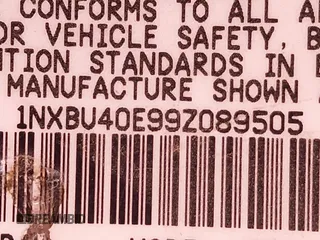 CONFORMS TO ALL A
OR VEHICLE SAFETY, B
TION STANDARDS IN E
MANUFACTURE SHOWN A
1NXBU40E99Z089505